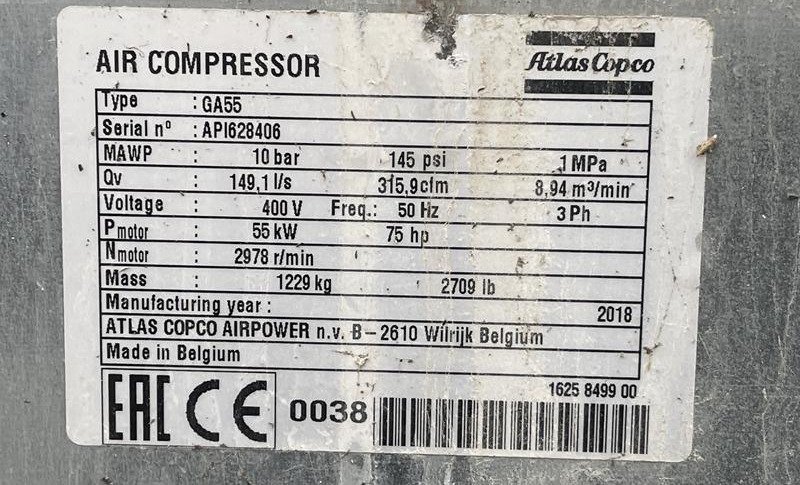 AIR COMPRESSOR
Atlas Copco
Type : GA55
Serial nº : API628406
MAWP : 10 bar 145 psi 1 MPa
Qv : 149,1 l/s 315,9 cfm 8,94 m³/min
Voltage : 400 V Freq.: 50 Hz 3 Ph
Pmotor : 55 kW 75 hp
Nmotor : 2978 r/min
Mass : 1229 kg 2709 lb
Manufacturing year : 2018
ATLAS COPCO AIRPOWER n.v. B–2610 Wilrijk Belgium
Made in Belgium
1625 8499 00
EAC CE 0038